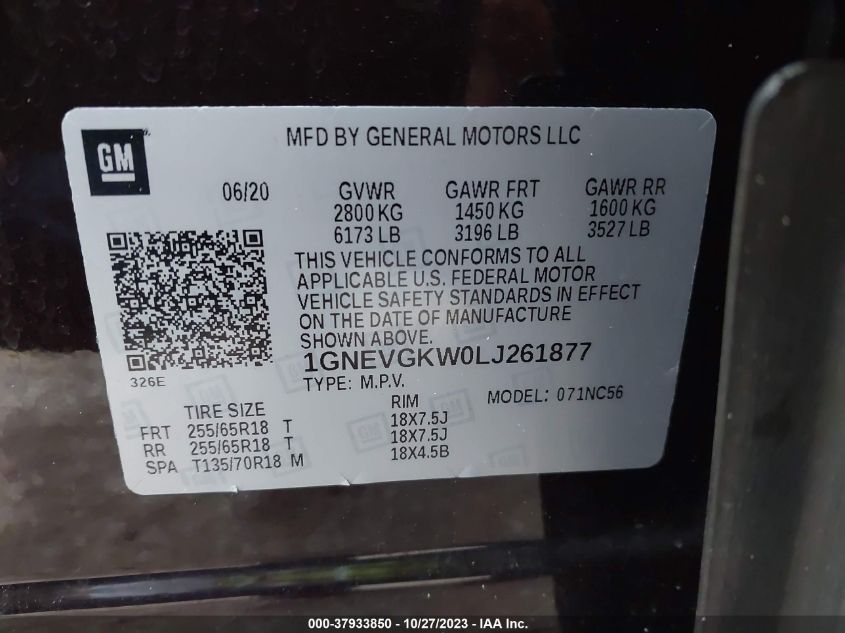 GM
MFD BY GENERAL MOTORS LLC
06/20 GVWR GAWR FRT GAWR RR
2800 KG 1450 KG 1600 KG
6173 LB 3196 LB 3527 LB
THIS VEHICLE CONFORMS TO ALL
APPLICABLE U.S. FEDERAL MOTOR
VEHICLE SAFETY STANDARDS IN EFFECT
ON THE DATE OF MANUFACTURE
SHOWN ABOVE.
1GNEVGKW0LJ261877
326E
TYPE: M.P.V. MODEL: 071NC56
TIRE SIZE RIM
FRT 255/65R18 T 18X7.5J
RR 255/65R18 T 18X7.5J
SPA T135/70R18 M 18X4.5B
000-37933850 - 10/27/2023 - IAA Inc.